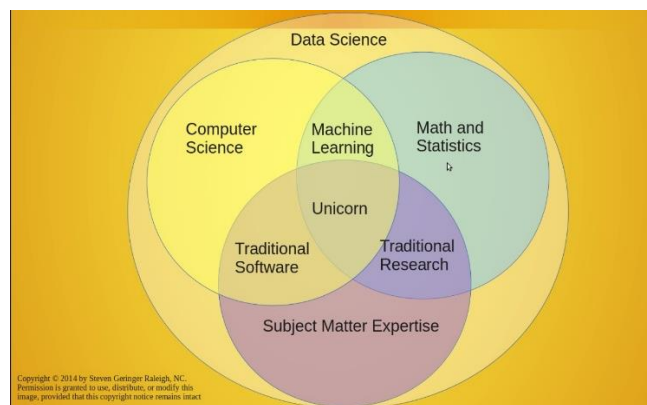 Data Science
Computer
Science
Machine
Learning
Math and
Statistics
Unicorn
Traditional
Software
Traditional
Research
Subject Matter Expertise
Copyright © 2014 by Steven Geringer Raleigh, NC.
Permission is granted to use, distribute, or modify this
image, provided that this copyright notice remains intact